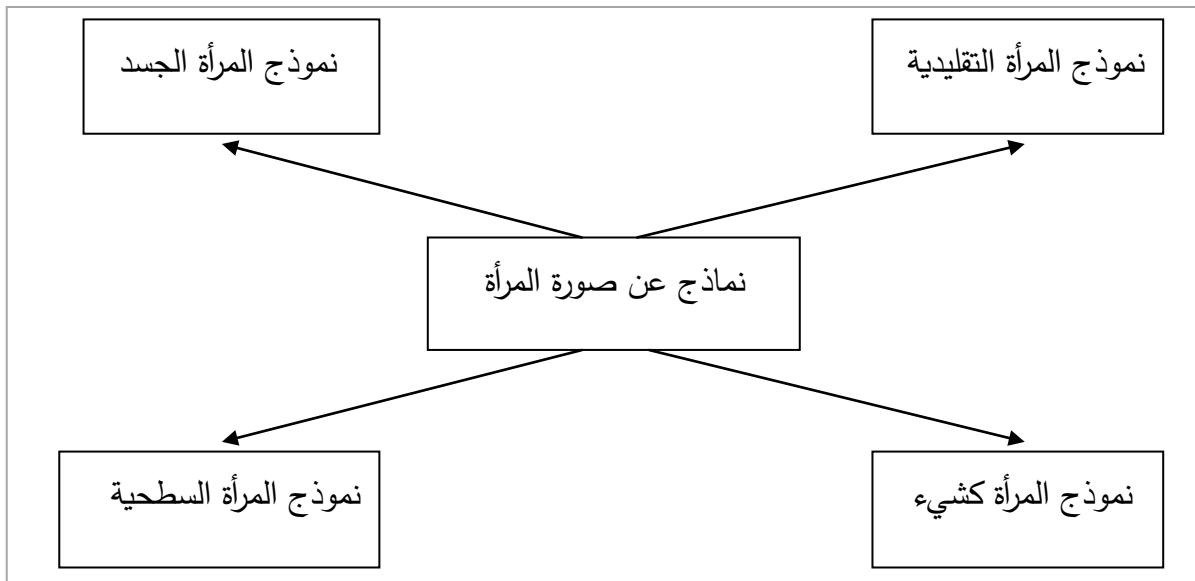 نموذج المرأة التقليدية
نموذج المرأة الجسد
نماذج عن صورة المرأة
نموذج المرأة كشيء
نموذج المرأة السطحية